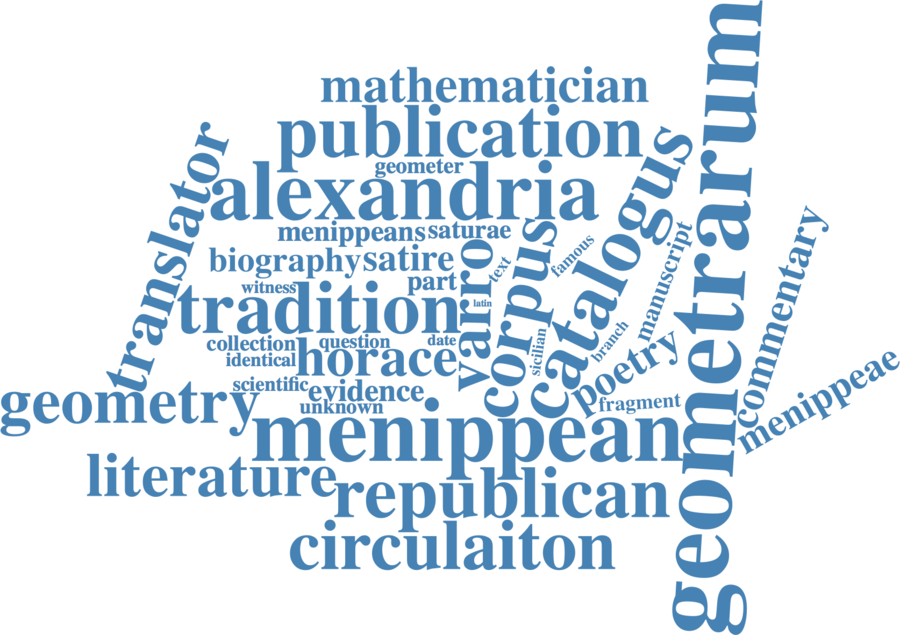 mathematician
publication
geometer
alexandria
translator
menippeans
saturae
biography
satire
witness
part
tradition
varro
latin
text
corpus
famous
catalogus
manuscript
geometrarum
commentary
collection
question
date
identical
horace
sicilian
branch
poetry
scientific
evidence
unknown
fragment
geometry
menippean
menippeae
literature
republican
circulaiton